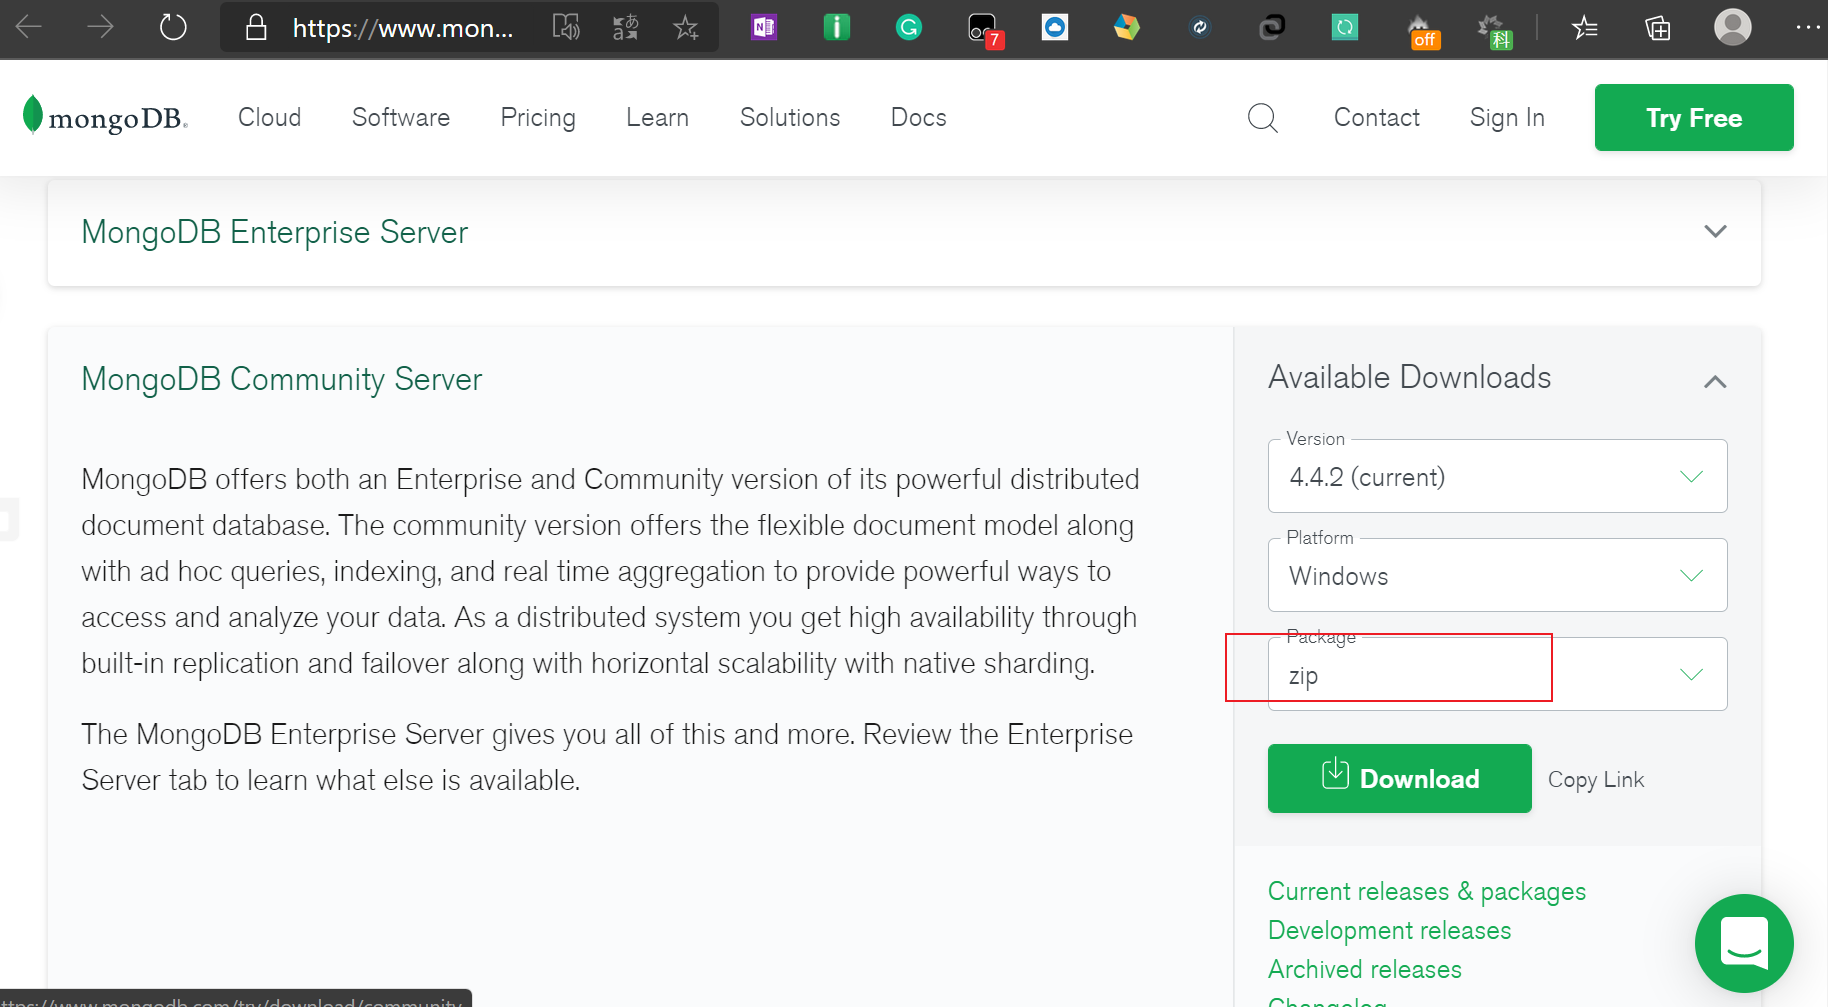 https://www.mon...
7
off
科
mongoDB.
Cloud
Software
Pricing
Learn
Solutions
Docs
Contact
Sign In
Try Free
MongoDB Enterprise Server
MongoDB Community Server
MongoDB offers both an Enterprise and Community version of its powerful distributed
document database. The community version offers the flexible document model along
with ad hoc queries, indexing, and real time aggregation to provide powerful ways to
access and analyze your data. As a distributed system you get high availability through
built-in replication and failover along with horizontal scalability with native sharding.
The MongoDB Enterprise Server gives you all of this and more. Review the Enterprise
Server tab to learn what else is available.
Available Downloads
Version
4.4.2 (current)
Platform
Windows
Package
zip
Download
Copy Link
Current releases & packages
Development releases
Archived releases
Changelog
ttps://www.mongodb.com/try/download/community